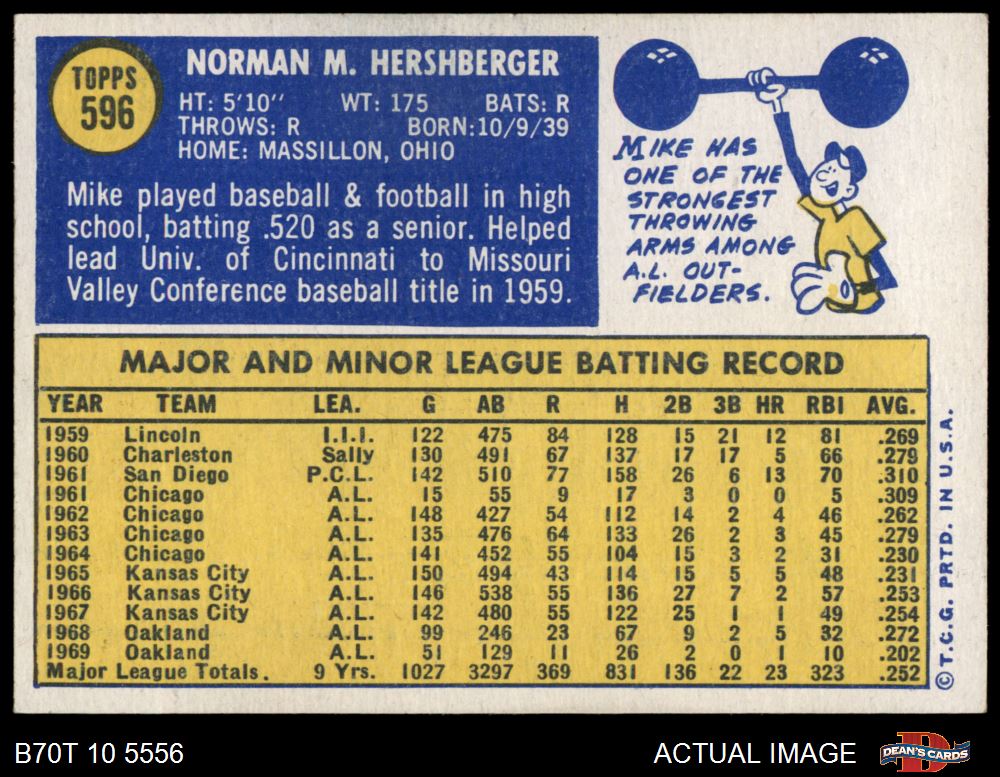 TOPPS
596
NORMAN M. HERSHBERGER
HT: 5'10" WT: 175 BATS: R
THROWS: R BORN:10/9/39
HOME: MASSILLON, OHIO
Mike played baseball & football in high
school, batting .520 as a senior. Helped
lead Univ. of Cincinnati to Missouri
Valley Conference baseball title in 1959.
MIKE HAS
ONE OF THE
STRONGEST
THROWING
ARMS AMONG
A.L. OUT-
FIELDERS.
MAJOR AND MINOR LEAGUE BATTING RECORD
YEAR TEAM LEA. G AB R H 2B 3B HR RBI AVG.
1959 Lincoln I.I.I. 122 475 84 128 15 21 12 81 .269
1960 Charleston Sally 130 491 67 137 17 17 5 66 .279
1961 San Diego P.C.L. 142 510 77 158 26 6 13 70 .310
1961 Chicago A.L. 15 55 9 17 3 0 0 5 .309
1962 Chicago A.L. 148 427 54 112 14 2 4 46 .262
1963 Chicago A.L. 135 476 64 133 26 2 3 45 .279
1964 Chicago A.L. 141 452 55 104 15 3 2 31 .230
1965 Kansas City A.L. 150 494 43 114 15 5 5 48 .231
1966 Kansas City A.L. 146 538 55 136 27 7 2 57 .253
1967 Kansas City A.L. 142 480 55 122 25 1 1 49 .254
1968 Oakland A.L. 99 246 23 67 9 2 5 32 .272
1969 Oakland A.L. 51 129 11 26 2 0 1 10 .202
Major League Totals. 9 Yrs. 1027 3297 369 831 136 22 23 323 .252
©T.C.G. PRTD. IN U.S.A.
B70T 10 5556
ACTUAL IMAGE
D
DEAN'S CARDS